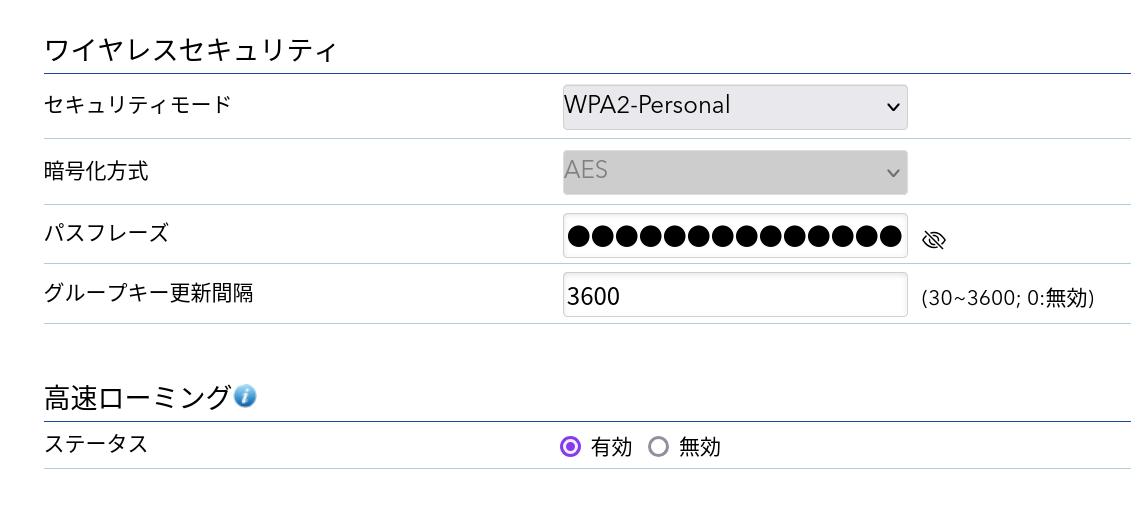 ワイヤレスセキュリティ
セキュリティモード WPA2-Personal
暗号化方式 AES
パスフレーズ ●●●●●●●●●●●●●●
グループキー更新間隔 3600 (30~3600; 0:無効)
高速ローミング
ステータス 有効 無効